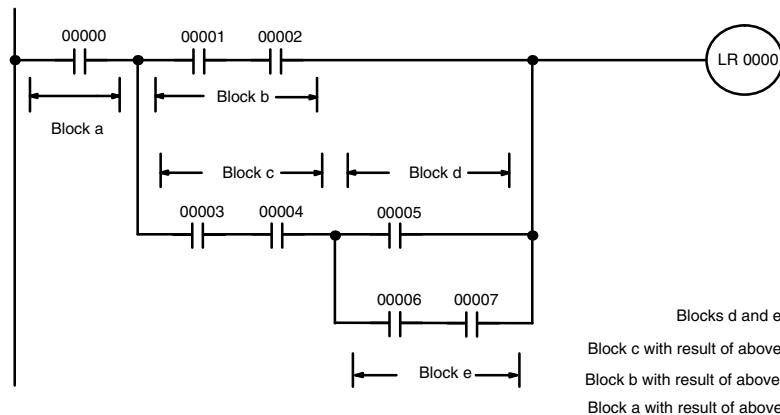 00000
00001
00002
LR 0000
Block a
Block b
Block c
Block d
00003
00004
00005
00006
00007
Block e
Blocks d and e
Block c with result of above
Block b with result of above
Block a with result of above